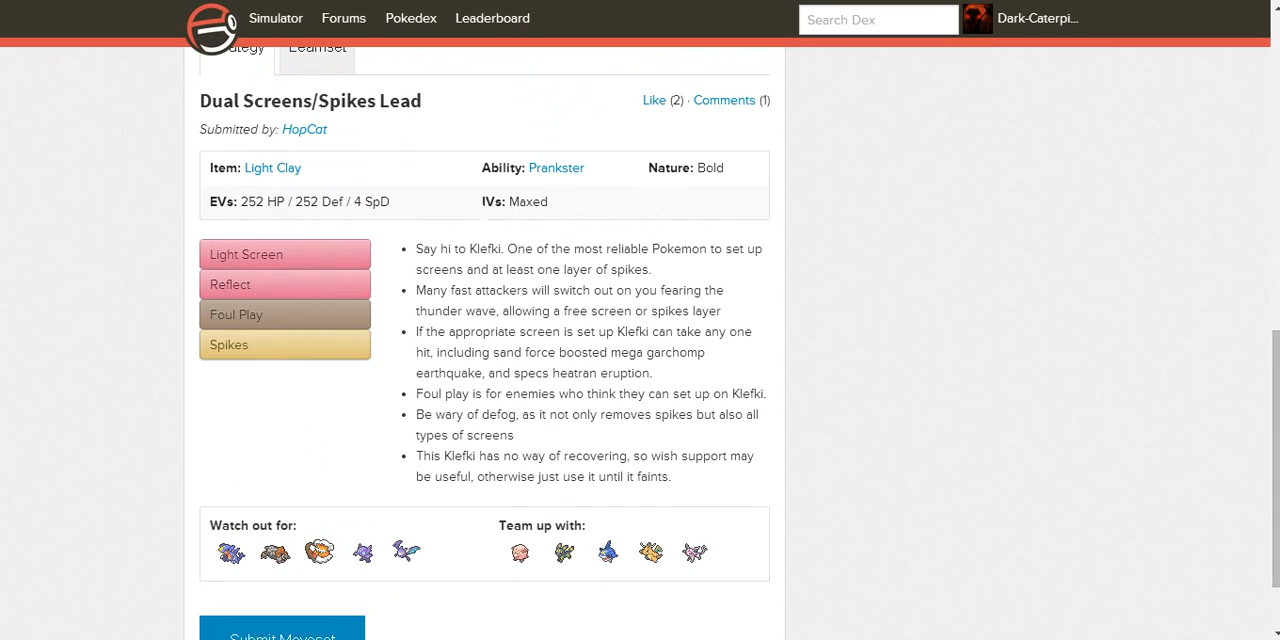 Simulator Forums Pokedex Leaderboard
Search Dex
Dark-Caterpi...
Strategy Learnset
Dual Screens/Spikes Lead
Like (2) · Comments (1)
Submitted by: HopCat
Item: Light Clay
Ability: Prankster
Nature: Bold
EVs: 252 HP / 252 Def / 4 SpD
IVs: Maxed
Light Screen
Reflect
Foul Play
Spikes
• Say hi to Klefki. One of the most reliable Pokemon to set up
screens and at least one layer of spikes.
• Many fast attackers will switch out on you fearing the
thunder wave, allowing a free screen or spikes layer
• If the appropriate screen is set up Klefki can take any one
hit, including sand force boosted mega garchomp
earthquake, and specs heatran eruption.
• Foul play is for enemies who think they can set up on Klefki.
• Be wary of defog, as it not only removes spikes but also all
types of screens
• This Klefki has no way of recovering, so wish support may
be useful, otherwise just use it until it faints.
Watch out for:
Team up with:
Submit Moveset